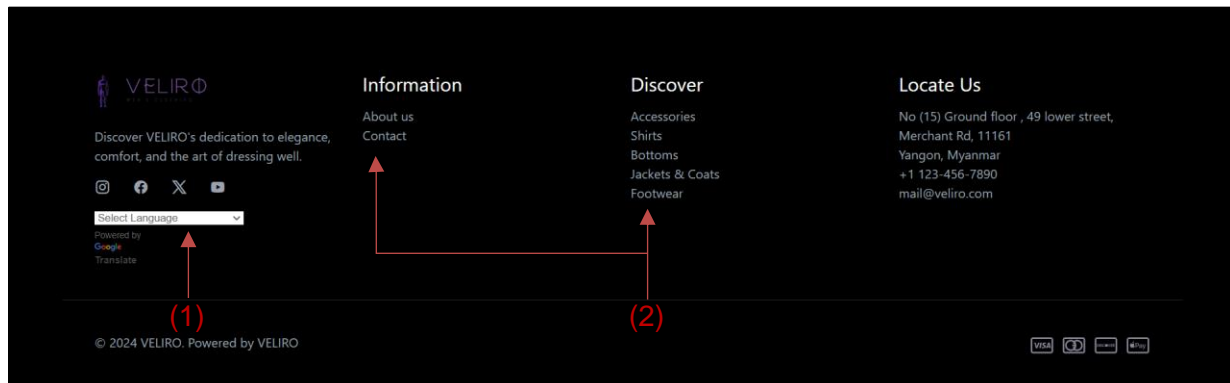 VELIRO
Discover VELIRO's dedication to elegance,
comfort, and the art of dressing well.
Select Language
Powered by
Google
Translate
Information
About us
Contact
Discover
Accessories
Shirts
Bottoms
Jackets & Coats
Footwear
Locate Us
No (15) Ground floor , 49 lower street,
Merchant Rd, 11161
Yangon, Myanmar
+1 123-456-7890
mail@veliro.com
(1)
(2)
© 2024 VELIRO. Powered by VELIRO
VISA
Pay